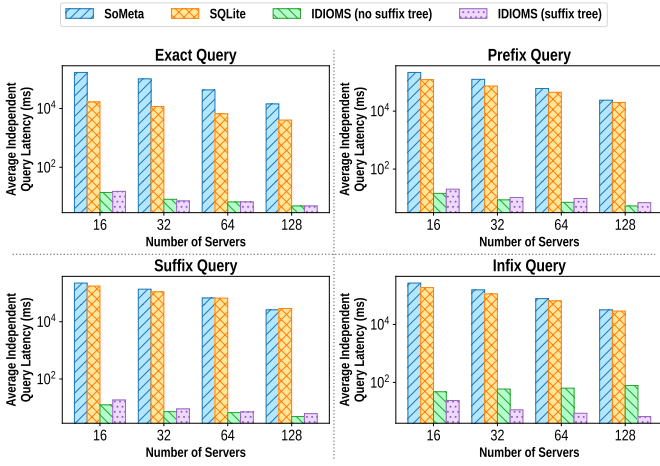 SoMeta SQLite IDIOMS (no suffix tree) IDIOMS (suffix tree)
Exact Query
Average Independent
Query Latency (ms)
10^4
10^2
16 32 64 128
Number of Servers
Prefix Query
Average Independent
Query Latency (ms)
10^4
10^2
16 32 64 128
Number of Servers
Suffix Query
Average Independent
Query Latency (ms)
10^4
10^2
16 32 64 128
Number of Servers
Infix Query
Average Independent
Query Latency (ms)
10^4
10^2
16 32 64 128
Number of Servers